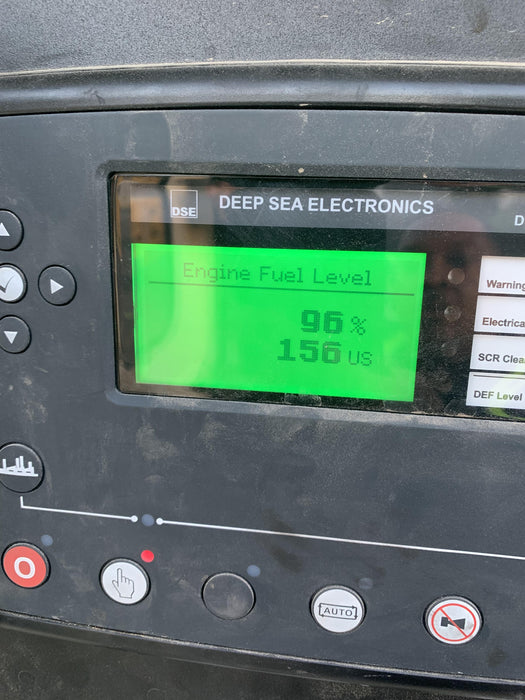 DSE
DEEP SEA ELECTRONICS
D
Engine Fuel Level
96 %
156 US
Warning
Electrica
SCR Clea
DEF Level
O
AUTO